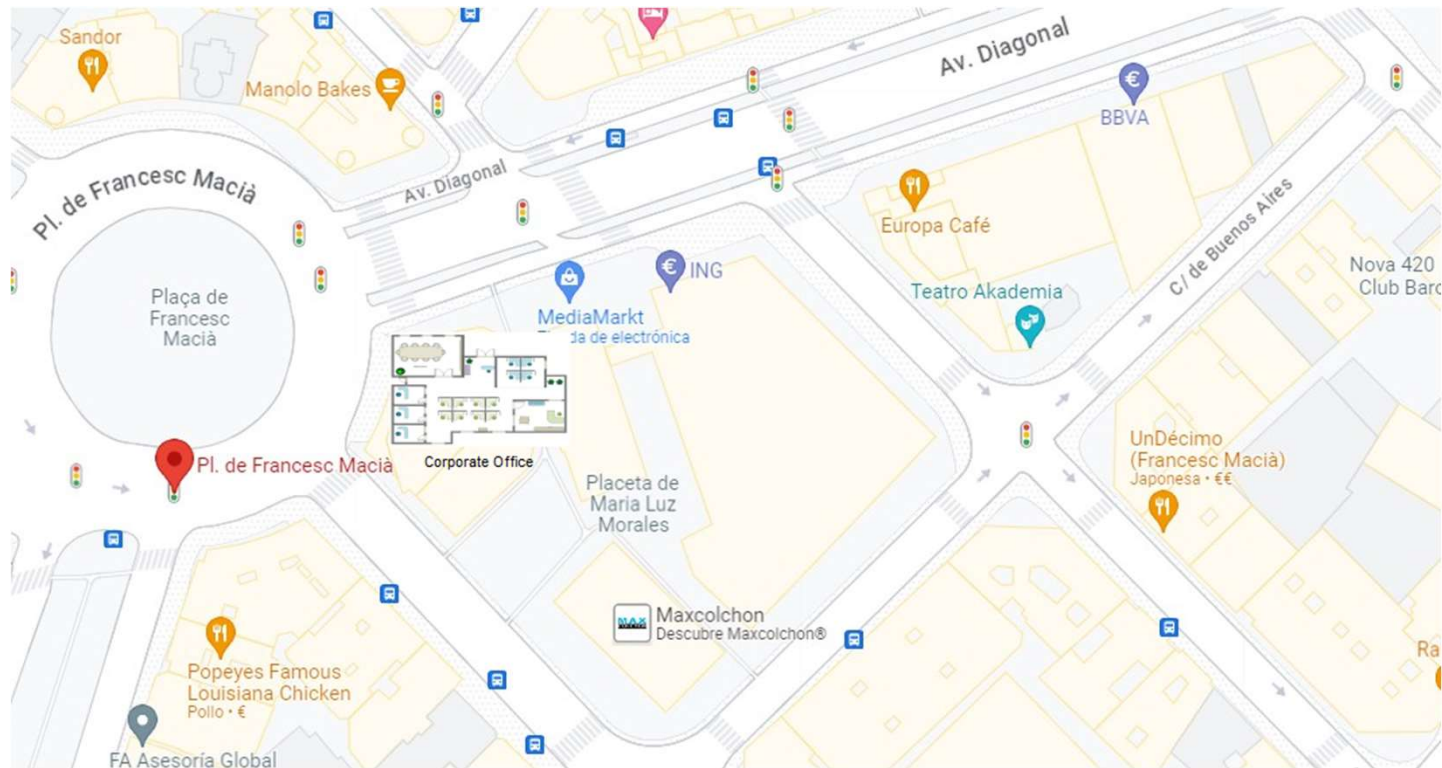 Sandor
Manolo Bakes
Av. Diagonal
BBVA
Pl. de Francesc Macià
Av. Diagonal
Europa Café
C/ de Buenos Aires
Nova 420
Club Barc
ING
Plaça de
Francesc
Macià
MediaMarkt
da de electrónica
Teatro Akademia
Pl. de Francesc Macià
Corporate Office
Placeta de
Maria Luz
Morales
UnDécimo
(Francesc Macià)
Japonesa • €€
MAX
Maxcolchon
Descubre Maxcolchon®
Popeyes Famous
Louisiana Chicken
Pollo • €
Ra
FA Asesoría Global